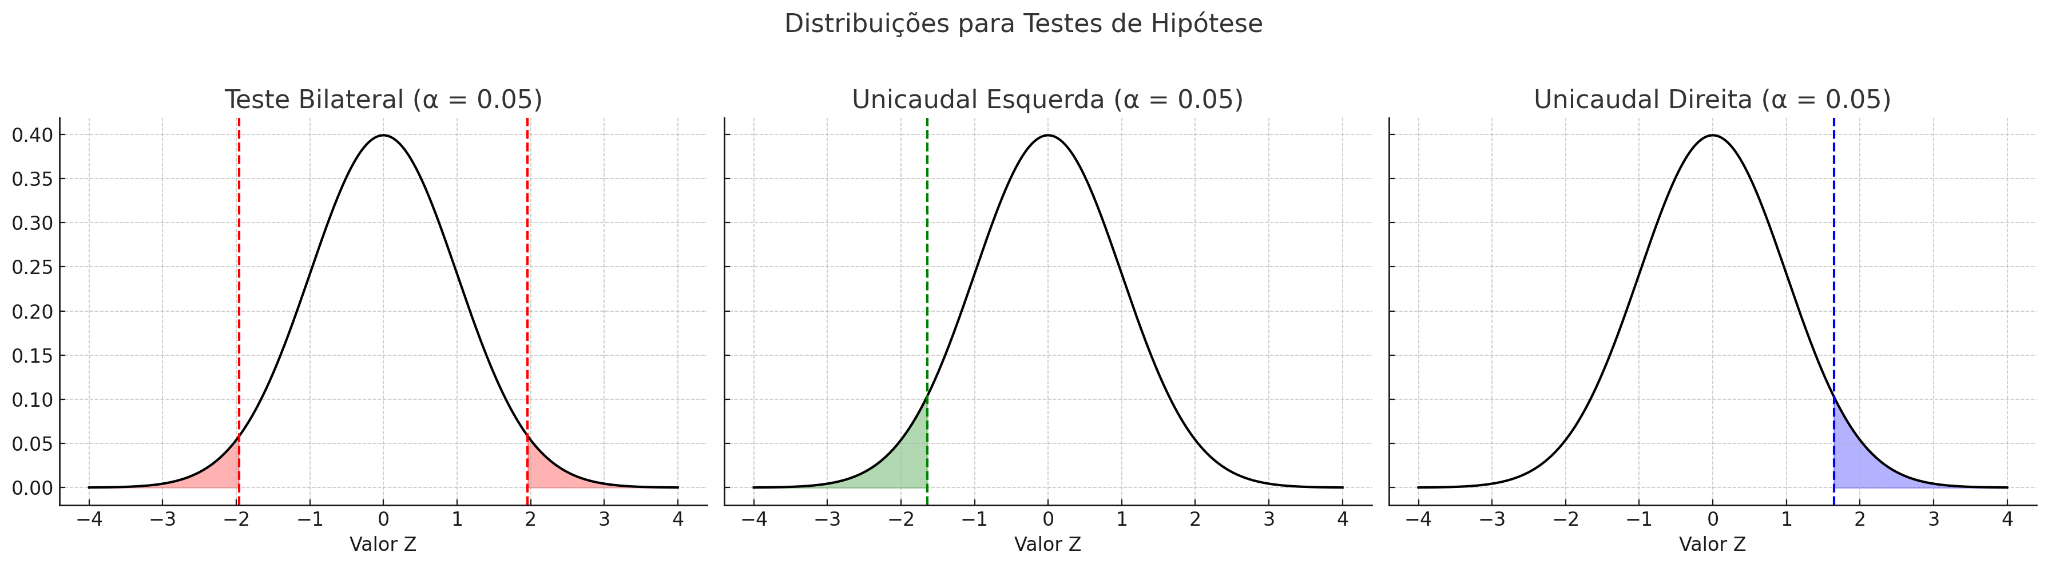 Distribuições para Testes de Hipótese
Teste Bilateral (α = 0.05)
0.40
0.35
0.30
0.25
0.20
0.15
0.10
0.05
0.00
−4 −3 −2 −1 0 1 2 3 4
Valor Z
Unicaudal Esquerda (α = 0.05)
−4 −3 −2 −1 0 1 2 3 4
Valor Z
Unicaudal Direita (α = 0.05)
−4 −3 −2 −1 0 1 2 3 4
Valor Z